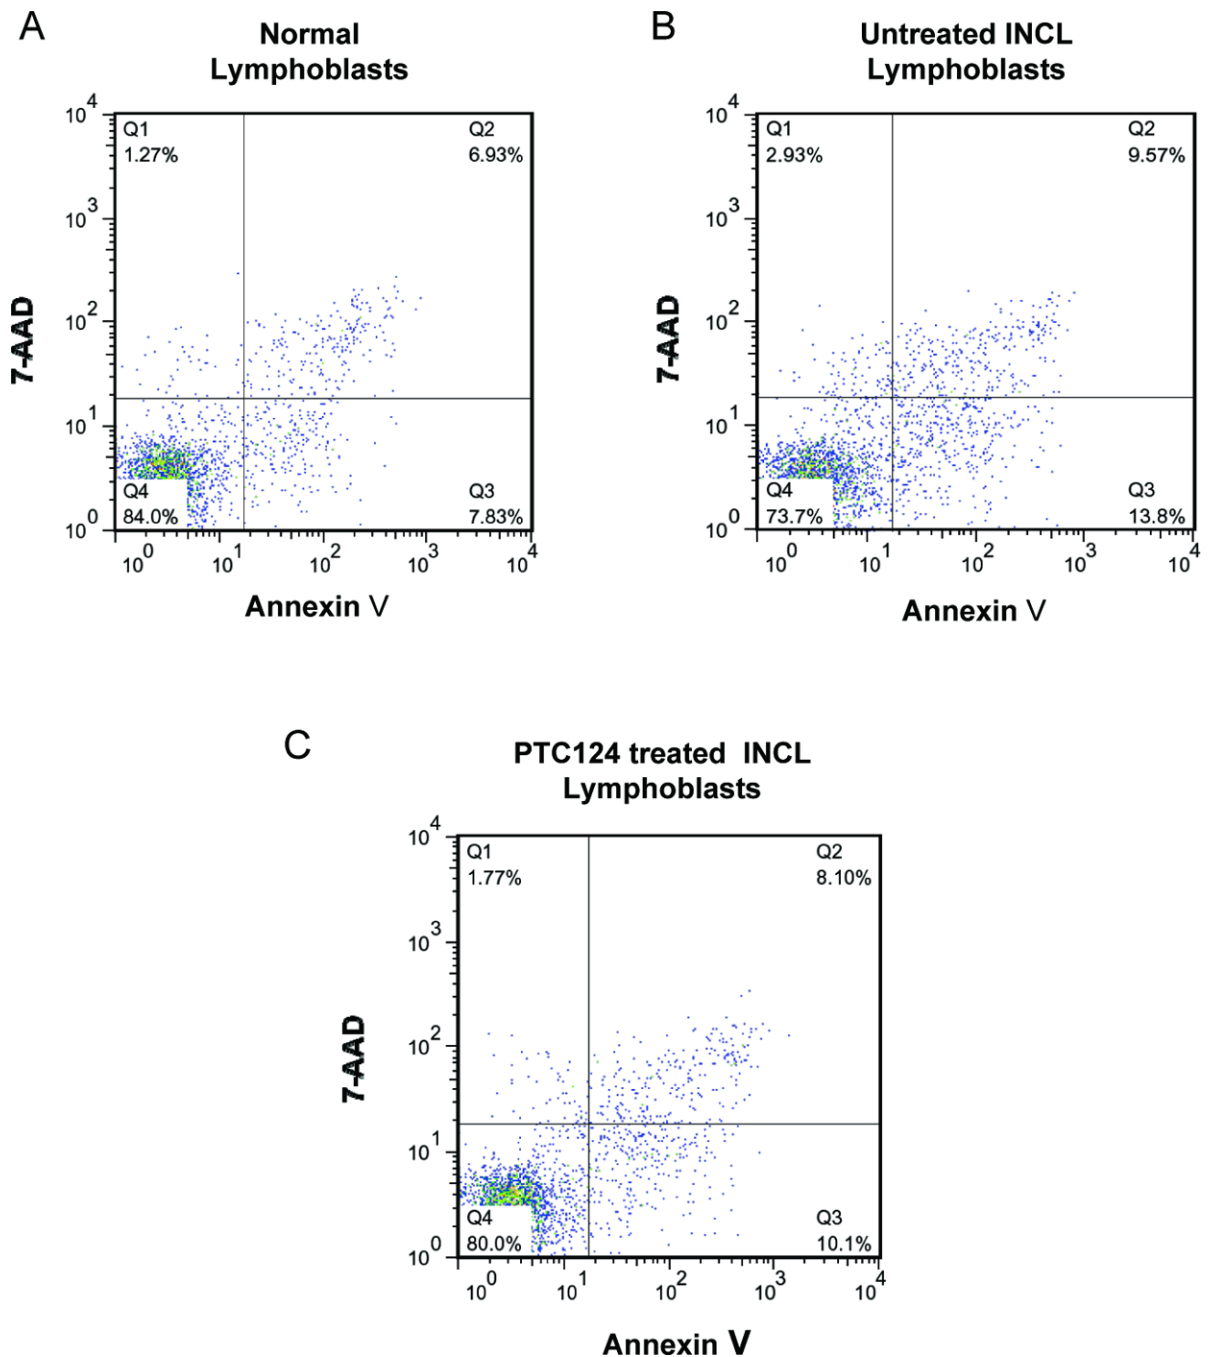 A
Normal
Lymphoblasts
10^4
10^3
10^2
10^1
10^0
7-AAD
Q1
1.27%
Q2
6.93%
Q4
84.0%
Q3
7.83%
10^0 10^1 10^2 10^3 10^4
Annexin V
B
Untreated INCL
Lymphoblasts
10^4
10^3
10^2
10^1
10^0
7-AAD
Q1
2.93%
Q2
9.57%
Q4
73.7%
Q3
13.8%
10^0 10^1 10^2 10^3 10^4
Annexin V
C
PTC124 treated INCL
Lymphoblasts
10^4
10^3
10^2
10^1
10^0
7-AAD
Q1
1.77%
Q2
8.10%
Q4
80.0%
Q3
10.1%
10^0 10^1 10^2 10^3 10^4
Annexin V